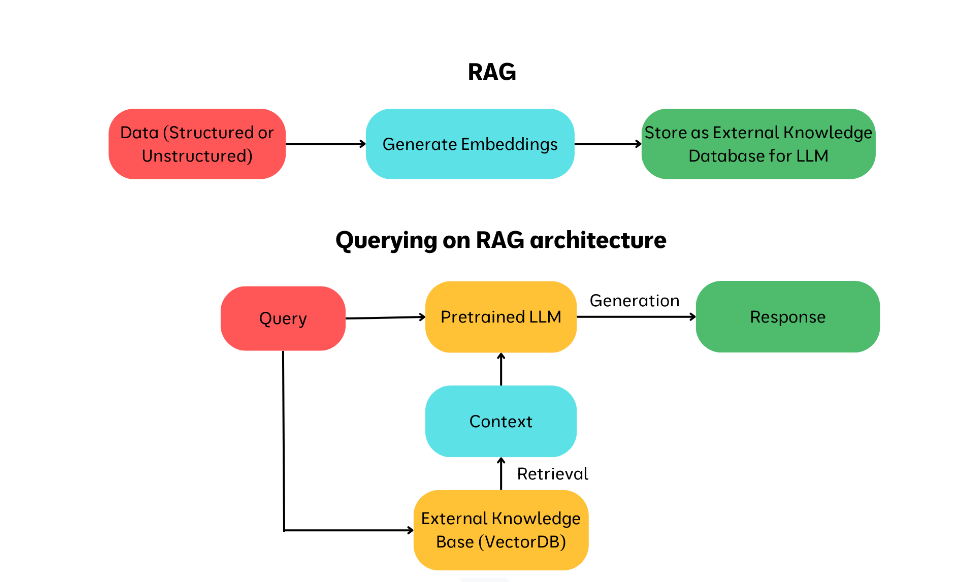 RAG
Data (Structured or
Unstructured)
Generate Embeddings
Store as External Knowledge
Database for LLM
Querying on RAG architecture
Query
Pretrained LLM
Generation
Response
Context
Retrieval
External Knowledge
Base (VectorDB)